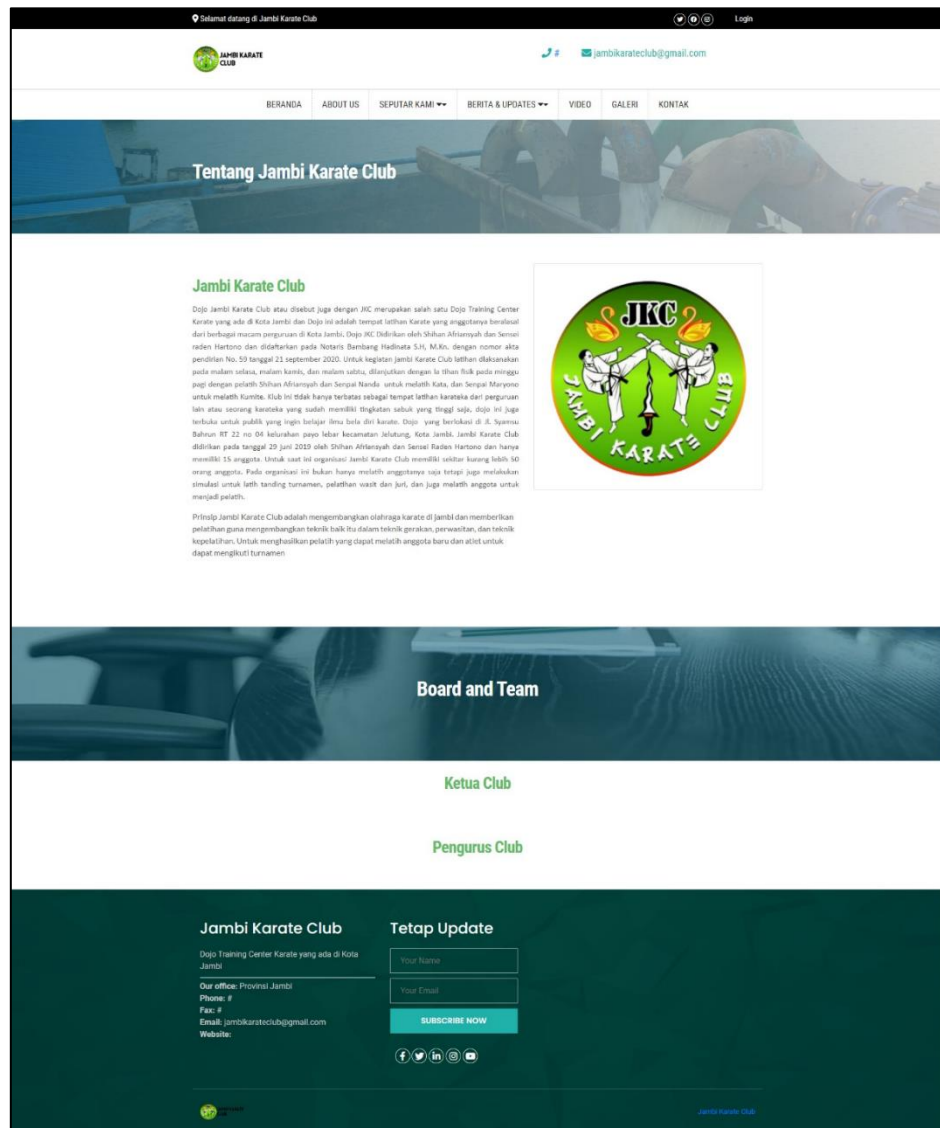 Selamat datang di Jambi Karate Club
Login
JAMBI KARATE
CLUB
#
jambikarateclub@gmail.com
BERANDA ABOUT US SEPUTAR KAMI BERITA & UPDATES VIDEO GALERI KONTAK
Tentang Jambi Karate Club
Jambi Karate Club
Dojo Jambi Karate Club atau disebut juga dengan JKC merupakan salah satu Dojo Training Center
Karate yang ada di Kota Jambi dan Dojo ini adalah tempat latihan Karate yang anggotanya beralasal
dari berbagai macam perguruan di Kota Jambi. Dojo JKC Didirikan oleh Shihan Afriansyah dan Sensei
raden Hartono dan didaftarkan pada Notaris Bambang Hadinata S.H, M.Kn. dengan nomor akta
pendirian No. 59 tanggal 21 september 2020. Untuk kegiatan Jambi Karate Club latihan dilaksanakan
pada malam selasa, malam kamis, dan malam sabtu, dilanjutkan dengan la tihan fisik pada minggu
pagi dengan pelatih Shihan Afriansyah dan Senpai Nanda untuk melatih Kata, dan Senpai Maryono
untuk melatih Kumite. Klub ini tidak hanya terbatas sebagai tempat latihan karateka dari perguruan
lain atau seorang karateka yang sudah memiliki tingkatan sabuk yang tinggi saja, dojo ini juga
terbuka untuk publik yang ingin belajar ilmu bela diri karate. Dojo yang berlokasi di Jl. Syamsu
Bahrun RT 22 no 04 kelurahan payo lebar kecamatan Jelutung, Kota Jambi. Jambi Karate Club
didirikan pada tanggal 29 juni 2019 oleh Shihan Afriansyah dan Sensei Raden Hartono dan hanya
memiliki 15 anggota. Untuk saat ini organisasi Jambi Karate Club memiliki sekitar kurang lebih 50
orang anggota. Pada organisasi ini bukan hanya melatih anggotanya saja tetapi juga melakukan
simulasi untuk latih tanding turnamen, pelatihan wasit dan juri, dan juga melatih anggota untuk
menjadi pelatih.
Prinsip Jambi Karate Club adalah mengembangkan olahraga karate di Jambi dan memberikan
pelatihan guna mengembangkan teknik baik itu dalam teknik gerakan, perwasitan, dan teknik
kepelatihan. Untuk menghasilkan pelatih yang dapat melatih anggota baru dan atlet untuk
dapat mengikuti turnamen
JKC
JAMBI KARATE CLUB
Board and Team
Ketua Club
Pengurus Club
Jambi Karate Club
Dojo Training Center Karate yang ada di Kota
Jambi
Our office: Provinsi Jambi
Phone: #
Fax: #
Email: jambikarateclub@gmail.com
Website:
Tetap Update
Your Name
Your Email
SUBSCRIBE NOW
Jambi Karate Club